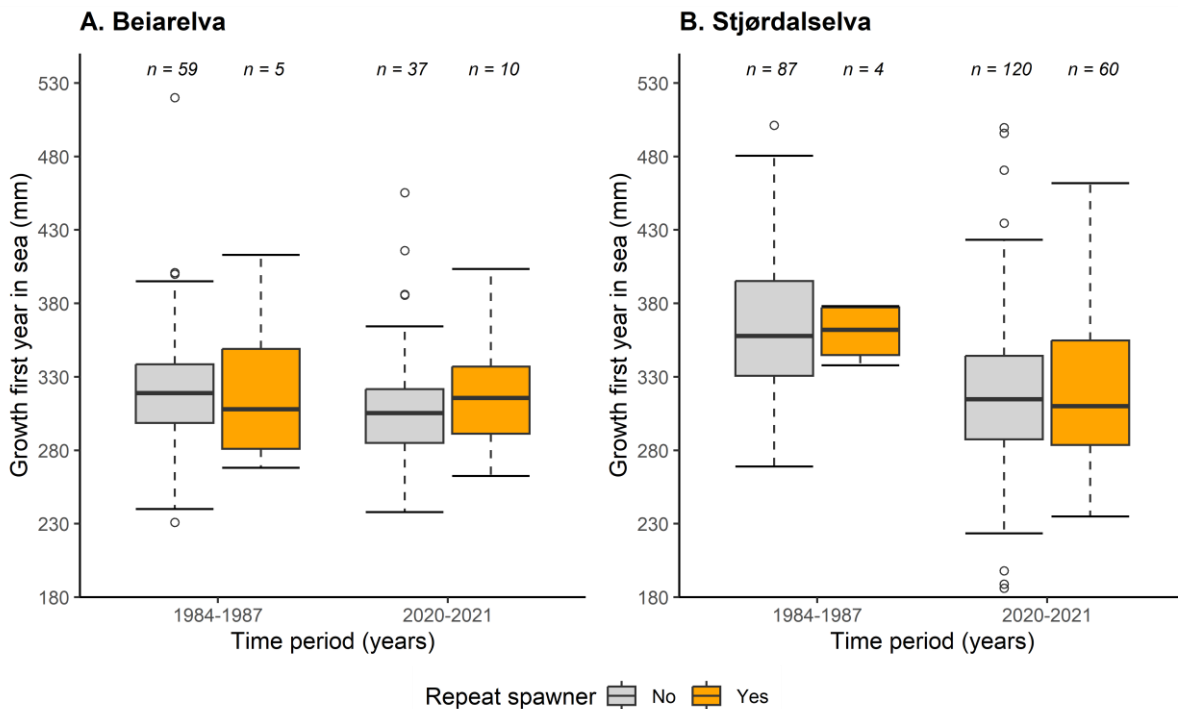 A. Beiarelva
n = 59 n = 5 n = 37 n = 10
530
480
430
380
330
280
230
180
Growth first year in sea (mm)
1984-1987 2020-2021
Time period (years)
B. Stjørdalselva
n = 87 n = 4 n = 120 n = 60
530
480
430
380
330
280
230
180
Growth first year in sea (mm)
1984-1987 2020-2021
Time period (years)
Repeat spawner No Yes